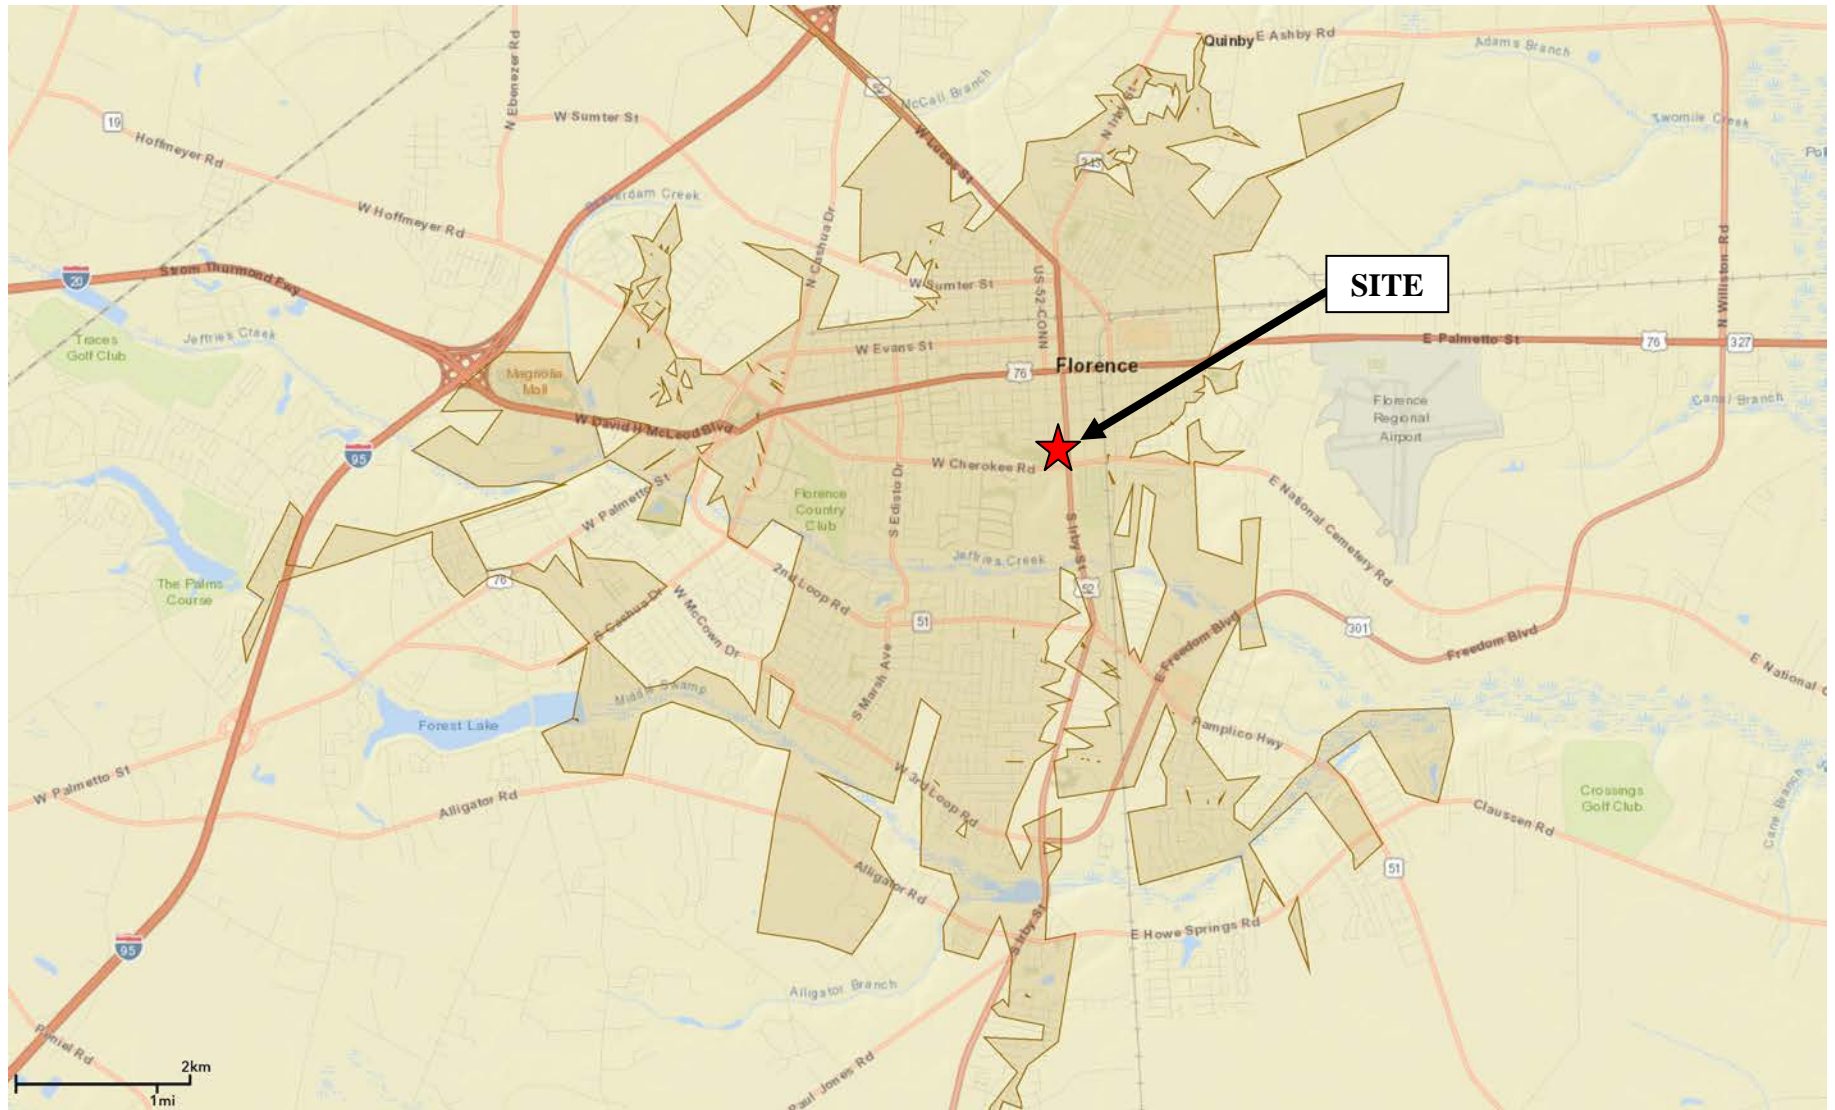 Quinby
E Ashby Rd
Adams Branch
N Ebenezer Rd
52
McCall Branch
19
W Sumter St
N Irby St
Twomile Creek
Hoffmeyer Rd
W Lucas St
343
Beaverdam Creek
W Hoffmeyer Rd
N Cashua Dr
N Williston Rd
20
Strom Thurmond Fwy
W Sumter St
US-52-CONN
SITE
Jeffries Creek
Traces
Golf Club
W Evans St
E Palmetto St
76
327
Florence
76
Magnolia
Mall
Florence
Regional
Airport
Canal Branch
W David H McLeod Blvd
95
W Cherokee Rd
S Edisto Dr
Florence
Country
Club
W Palmetto St
E National Cemetery Rd
S Irby St
Jeffries Creek
The Palms
Course
76
2nd Loop Rd
52
W McCown Dr
S Cashua Dr
51
301
Freedom Blvd
E Freedom Blvd
S Marsh Ave
E National C
Middle Swamp
Forest Lake
Pamplico Hwy
W Palmetto St
Alligator Rd
W 3rd Loop Rd
Crossings
Golf Club
Claussen Rd
Cane Branch
51
Alligator Rd
95
S Irby St
E Howe Springs Rd
Alligator Branch
Peniel Rd
Paul Jones Rd
2km
1mi